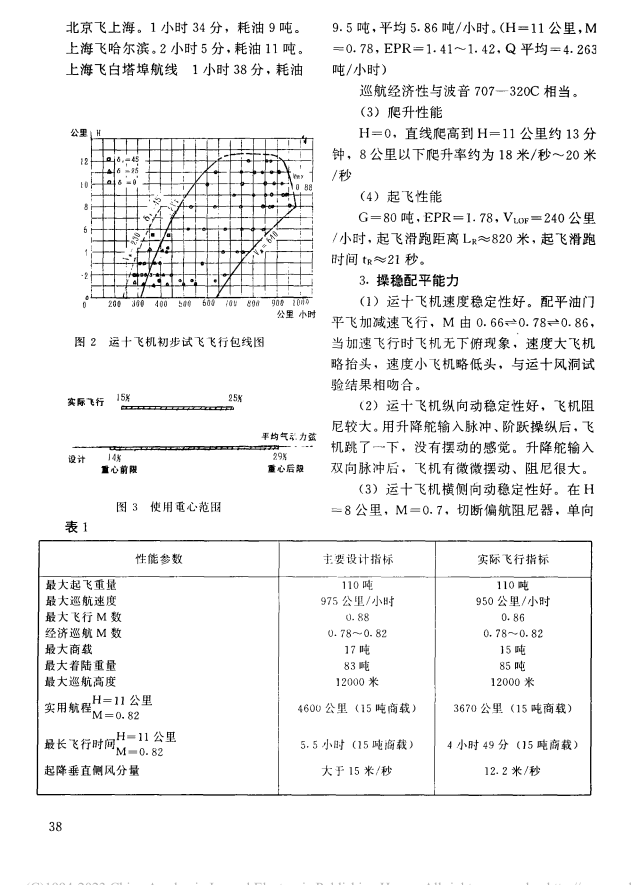 北京飞上海。1小时34分，耗油9吨。
上海飞哈尔滨。2小时5分，耗油11吨。
上海飞白塔埠航线 1小时38分，耗油
公里 H
δ =45
δ =25
δ =0
12
10
8
6
2
0
0.88
0 200 300 400 500 600 700 800 900 1000
公里 小时
图 2 运十飞机初步试飞飞行包线图
实际飞行 15% 25%
平均气动力弦
设计 14% 29%
重心前限 重心后限
图 3 使用重心范围
9.5吨，平均5.86吨/小时。(H=11公里，M
=0.78，EPR=1.41～1.42，Q平均=4.263
吨/小时)
巡航经济性与波音707—320C相当。
（3）爬升性能
H=0，直线爬高到H=11公里约13分
钟，8公里以下爬升率约为18米/秒～20米
/秒
（4）起飞性能
G=80吨，EPR=1.78，VLOF=240公里
/小时，起飞滑跑距离LR≈820米，起飞滑跑
时间tR≈21秒。
3. 操稳配平能力
（1）运十飞机速度稳定性好。配平油门
平飞加减速飞行，M由0.66⇌0.78⇌0.86，
当加速飞行时飞机无下俯现象，速度大飞机
略抬头，速度小飞机略低头，与运十风洞试
验结果相吻合。
（2）运十飞机纵向动稳定性好，飞机阻
尼较大。用升降舵输入脉冲、阶跃操纵后，飞
机跳了一下，没有摆动的感觉。升降舵输入
双向脉冲后，飞机有微微摆动、阻尼很大。
（3）运十飞机横侧向动稳定性好。在H
=8公里，M=0.7，切断偏航阻尼器，单向
表1
性能参数 主要设计指标 实际飞行指标
最大起飞重量 110吨 110吨
最大巡航速度 975公里/小时 950公里/小时
最大飞行M数 0.88 0.86
经济巡航M数 0.78～0.82 0.78～0.82
最大商载 17吨 15吨
最大着陆重量 83吨 85吨
最大巡航高度 12000米 12000米
实用航程 H=11公里 M=0.82 4600公里（15吨商载） 3670公里（15吨商载）
最长飞行时间 H=11公里 M=0.82 5.5小时（15吨商载） 4小时49分（15吨商载）
起降垂直侧风分量 大于15米/秒 12.2米/秒
38